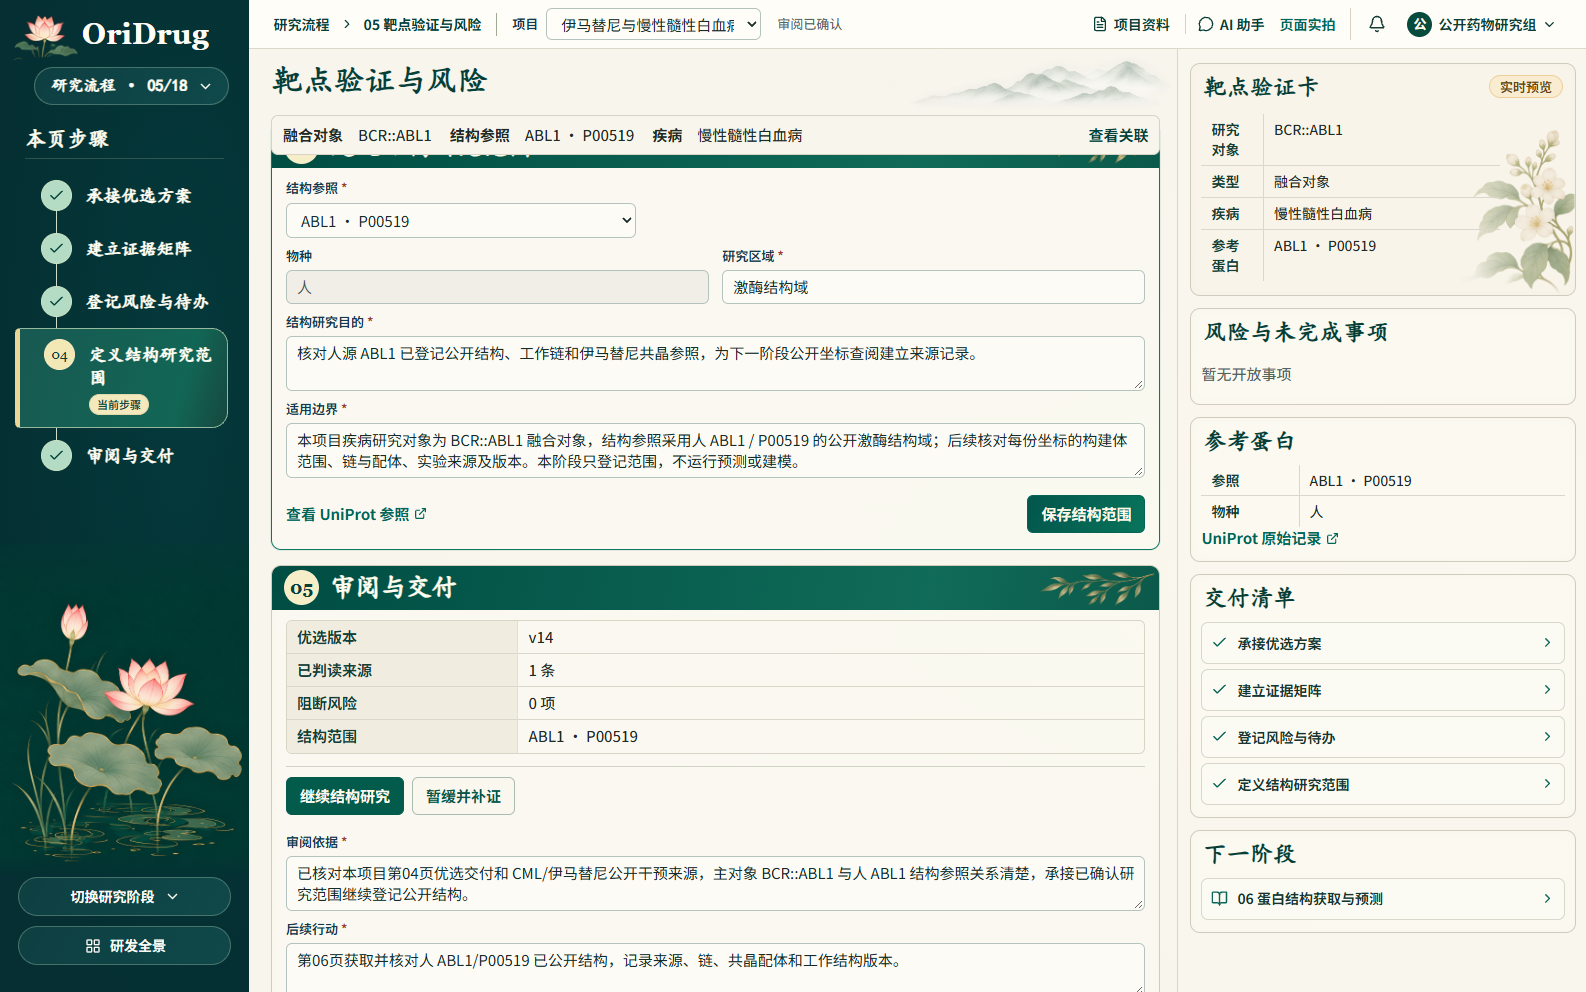 OriDrug
研究流程 • 05/18
本页步骤
承接优选方案
建立证据矩阵
登记风险与待办
04
定义结构研究范
围
当前步骤
审阅与交付
切换研究阶段
研发全景
研究流程 > 05 靶点验证与风险
项目
伊马替尼与慢性髓性白血
审阅已确认
项目资料
AI 助手
页面实拍
公
公开药物研究组
靶点验证与风险
融合对象 BCR::ABL1 结构参照 ABL1 · P00519 疾病 慢性髓性白血病
查看关联
结构参照 *
ABL1 · P00519
物种
研究区域 *
人
激酶结构域
结构研究目的 *
核对人源 ABL1 已登记公开结构、工作链和伊马替尼共晶参照，为下一阶段公开坐标查阅建立来源记录。
适用边界 *
本项目疾病研究对象为 BCR::ABL1 融合对象，结构参照采用人 ABL1 / P00519 的公开激酶结构域；后续核对每份坐标的构建体
范围、链与配体、实验来源及版本。本阶段只登记范围，不运行预测或建模。
查看 UniProt 参照
保存结构范围
05 审阅与交付
优选版本 v14
已判读来源 1 条
阻断风险 0 项
结构范围 ABL1 · P00519
继续结构研究
暂缓并补证
审阅依据 *
已核对本项目第04页优选交付和 CML/伊马替尼公开干预来源，主对象 BCR::ABL1 与人 ABL1 结构参照关系清楚，承接已确认研
究范围继续登记公开结构。
后续行动 *
第06页获取并核对人 ABL1/P00519 已公开结构，记录来源、链、共晶配体和工作结构版本。
靶点验证卡
实时预览
研究
对象
BCR::ABL1
类型 融合对象
疾病 慢性髓性白血病
参考
蛋白
ABL1 · P00519
风险与未完成事项
暂无开放事项
参考蛋白
参照 ABL1 · P00519
物种 人
UniProt 原始记录
交付清单
承接优选方案
建立证据矩阵
登记风险与待办
定义结构研究范围
下一阶段
06 蛋白结构获取与预测